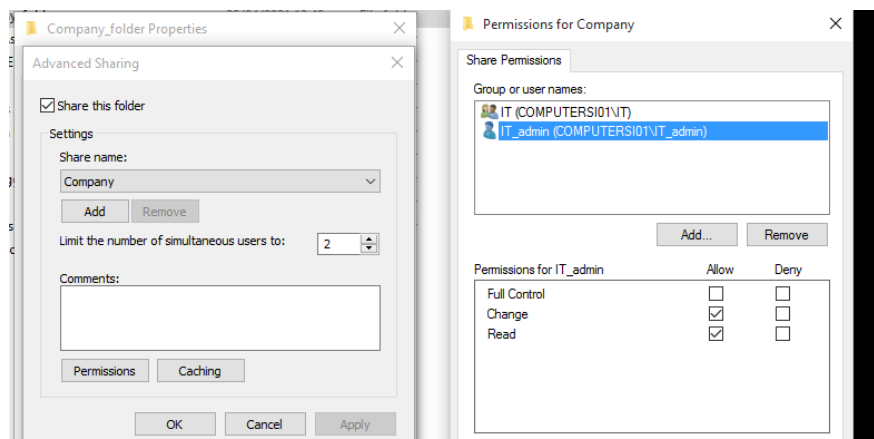 Company_folder Properties
Advanced Sharing
Share this folder
Settings
Share name:
Company
Add Remove
Limit the number of simultaneous users to: 2
Comments:
Permissions Caching
OK Cancel Apply
Permissions for Company
Share Permissions
Group or user names:
IT (COMPUTERSI01\IT)
IT_admin (COMPUTERSI01\IT_admin)
Add... Remove
Permissions for IT_admin Allow Deny
Full Control
Change
Read